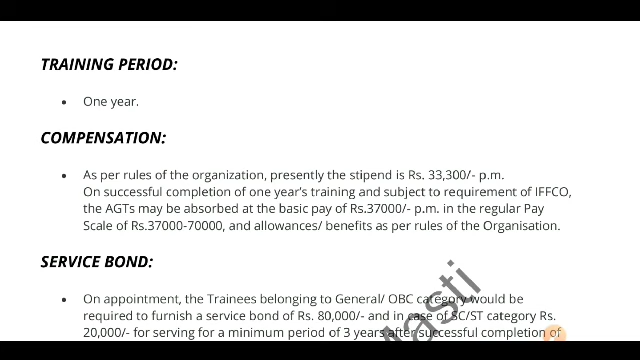 TRAINING PERIOD:
• One year.
COMPENSATION:
• As per rules of the organization, presently the stipend is Rs. 33,300/- p.m.
On successful completion of one year's training and subject to requirement of IFFCO,
the AGTs may be absorbed at the basic pay of Rs.37000/- p.m. in the regular Pay
Scale of Rs.37000-70000, and allowances/ benefits as per rules of the Organisation.
SERVICE BOND:
• On appointment, the Trainees belonging to General/ OBC category would be
required to furnish a service bond of Rs. 80,000/- and in case of SC/ST category Rs.
20,000/- for serving for a minimum period of 3 years after successful completion of
Masti